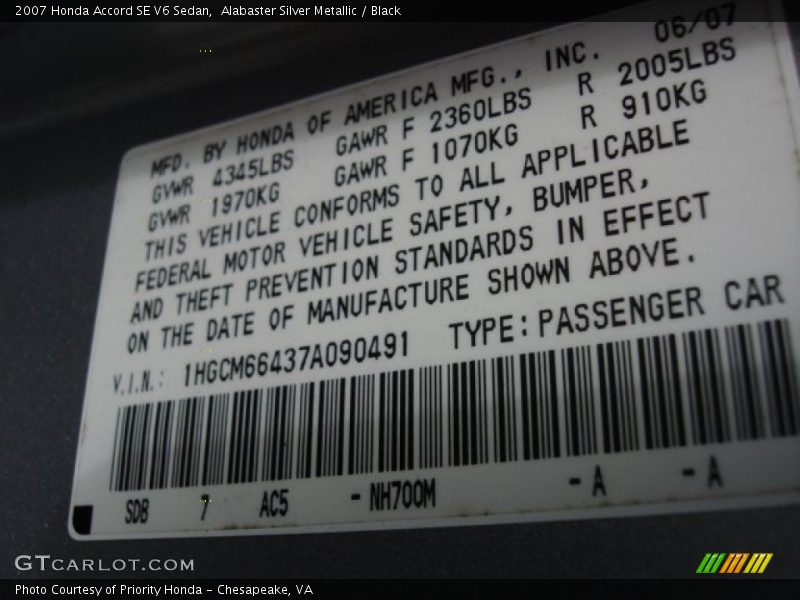 2007 Honda Accord SE V6 Sedan,  Alabaster Silver Metallic / Black
06/07
MFD. BY HONDA OF AMERICA MFG., INC.
GVWR 4345LBS GAWR F 2360LBS R 2005LBS
GVWR 1970KG GAWR F 1070KG R 910KG
THIS VEHICLE CONFORMS TO ALL APPLICABLE
FEDERAL MOTOR VEHICLE SAFETY, BUMPER,
AND THEFT PREVENTION STANDARDS IN EFFECT
ON THE DATE OF MANUFACTURE SHOWN ABOVE.
V.I.N.: 1HGCM66437A090491 TYPE: PASSENGER CAR
SDB 7 AC5 - NH700M - A - A
GTCARLOT.COM
Photo Courtesy of Priority Honda - Chesapeake, VA